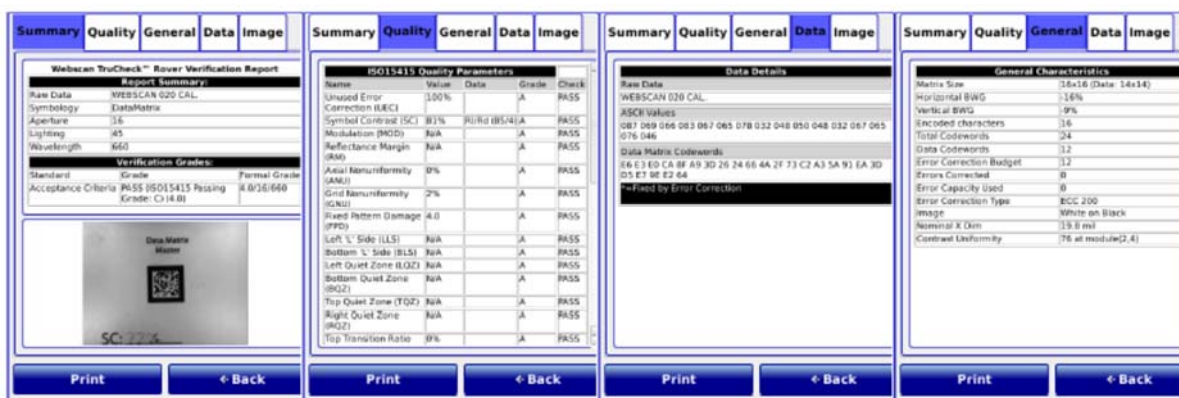 Summary Quality General Data Image
Webscan TruCheck™ Rover Verification Report
Report Summary:
Raw Data WEBSCAN 020 CAL.
Symbology DataMatrix
Aperture 16
Lighting 45
Wavelength 660
Verification Grades:
Standard Grade Formal Grade
Acceptance Criteria PASS (ISO15415 Passing 4.0/16/660
Grade: C) (4.0)
Data Matrix
Master
SC:
Print ← Back
Summary Quality General Data Image
ISO15415 Quality Parameters
Name Value Data Grade Check
Unused Error
Correction (UEC) 100% A PASS
Symbol Contrast (SC) 81% Rl/Rd (85/4) A PASS
Modulation (MOD) N/A A PASS
Reflectance Margin
(RM) N/A A PASS
Axial Nonuniformity
(ANU) 0% A PASS
Grid Nonuniformity
(GNU) 2% A PASS
Fixed Pattern Damage
(FPD) 4.0 A PASS
Left 'L' Side (LLS) N/A A PASS
Bottom 'L' Side (BLS) N/A A PASS
Left Quiet Zone (LQZ) N/A A PASS
Bottom Quiet Zone
(BQZ) N/A A PASS
Top Quiet Zone (TQZ) N/A A PASS
Right Quiet Zone
(RQZ) N/A A PASS
Top Transition Ratio 0% A PASS
Print ← Back
Summary Quality General Data Image
Data Details
Raw Data
WEBSCAN 020 CAL.
ASCII Values
087 069 066 083 067 065 078 032 048 050 048 032 067 065
076 046
Data Matrix Codewords
E6 E3 E0 CA 8F A9 3D 26 24 66 4A 2F 73 C2 A3 5A 91 EA 3D
D5 E7 9E E2 64
*=Fixed by Error Correction
Print ← Back
Summary Quality General Data Image
General Characteristics
Matrix Size 16x16 (Data: 14x14)
Horizontal BWG -16%
Vertical BWG -9%
Encoded characters 16
Total Codewords 24
Data Codewords 12
Error Correction Budget 12
Errors Corrected 0
Error Capacity Used 0
Error Correction Type ECC 200
Image White on Black
Nominal X Dim 19.8 mil
Contrast Uniformity 76 at module(2,4)
Print ← Back